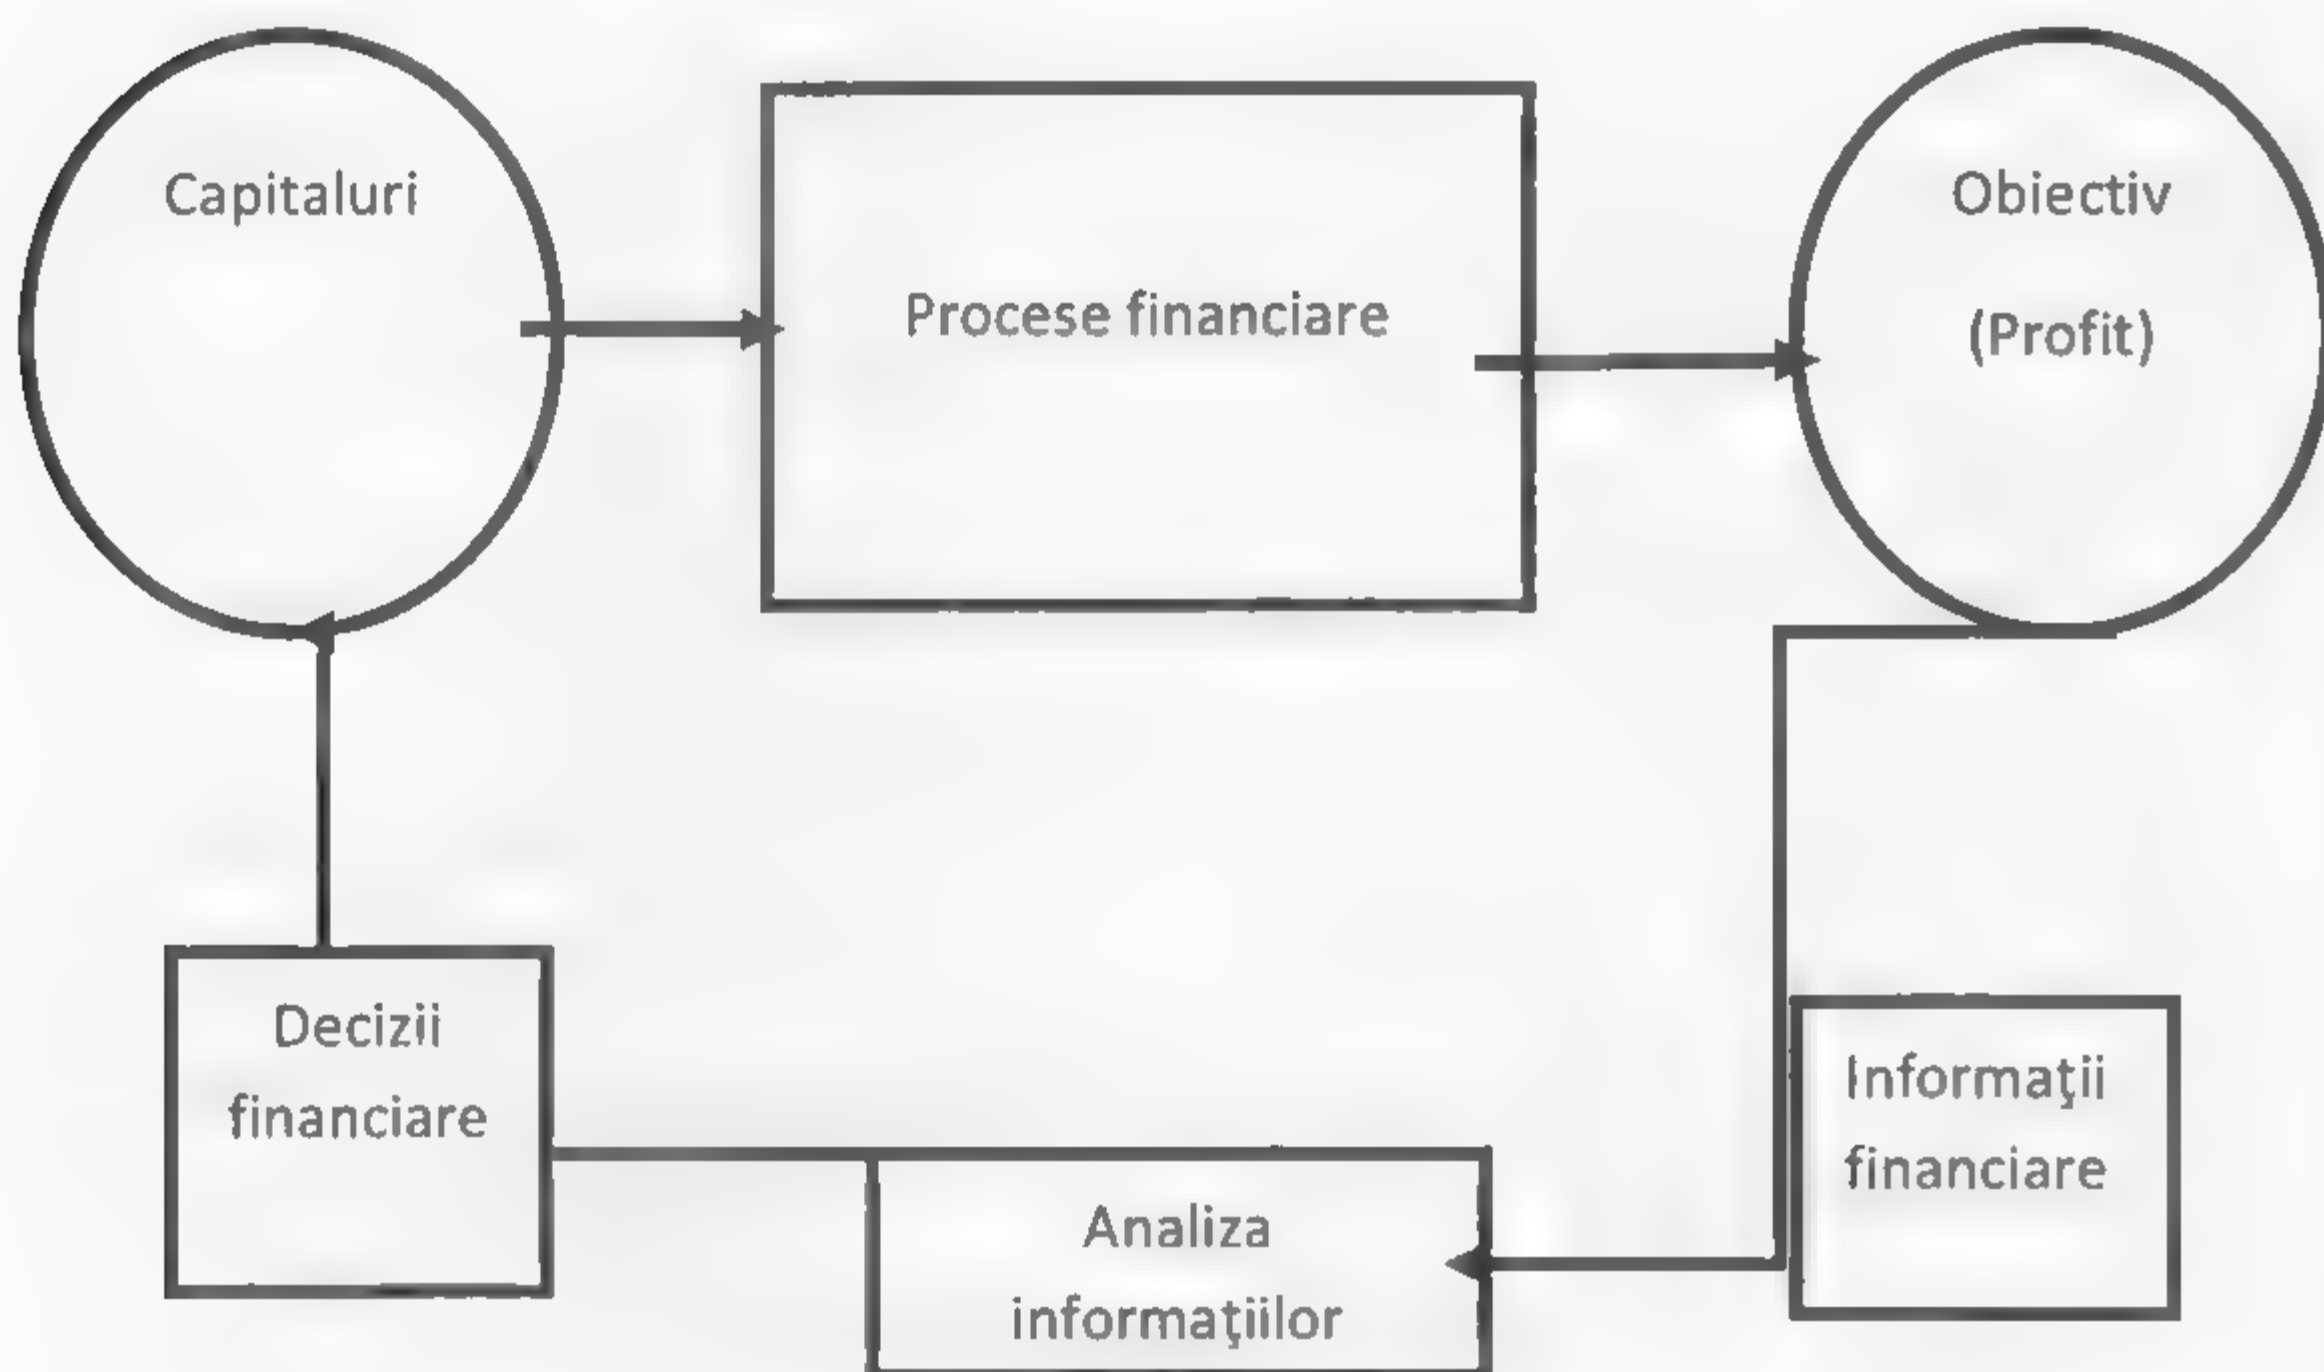 Capitaluri
Procese financiare
Obiectiv
(Profit)
Decizii
financiare
Informaţii
financiare
Analiza
informaţiilor